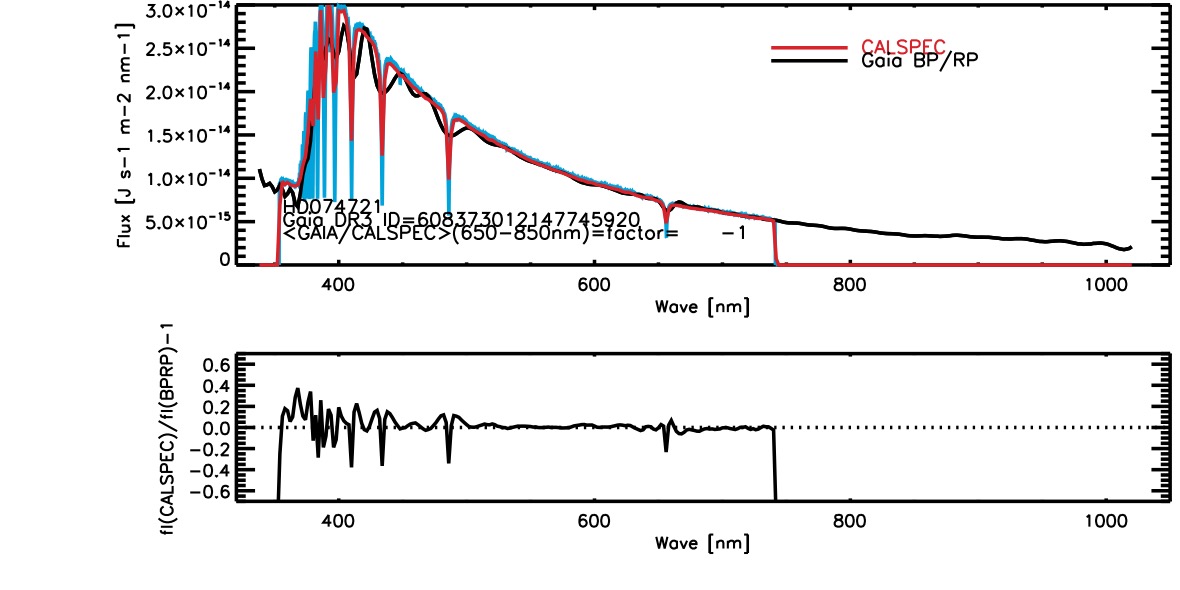 3.0×10⁻¹⁴
2.5×10⁻¹⁴
2.0×10⁻¹⁴
1.5×10⁻¹⁴
1.0×10⁻¹⁴
5.0×10⁻¹⁵
0
Flux [J s−1 m−2 nm−1]
CALSPEC
Gaia BP/RP
HD074721
Gaia DR3 ID=6083730121477459​20
<GAIA/CALSPEC>(650−850nm)=factor= −1
400 600 800 1000
Wave [nm]
fl(CALSPEC)/fl(BPRP)−1
0.6
0.4
0.2
0.0
−0.2
−0.4
−0.6
400 600 800 1000
Wave [nm]